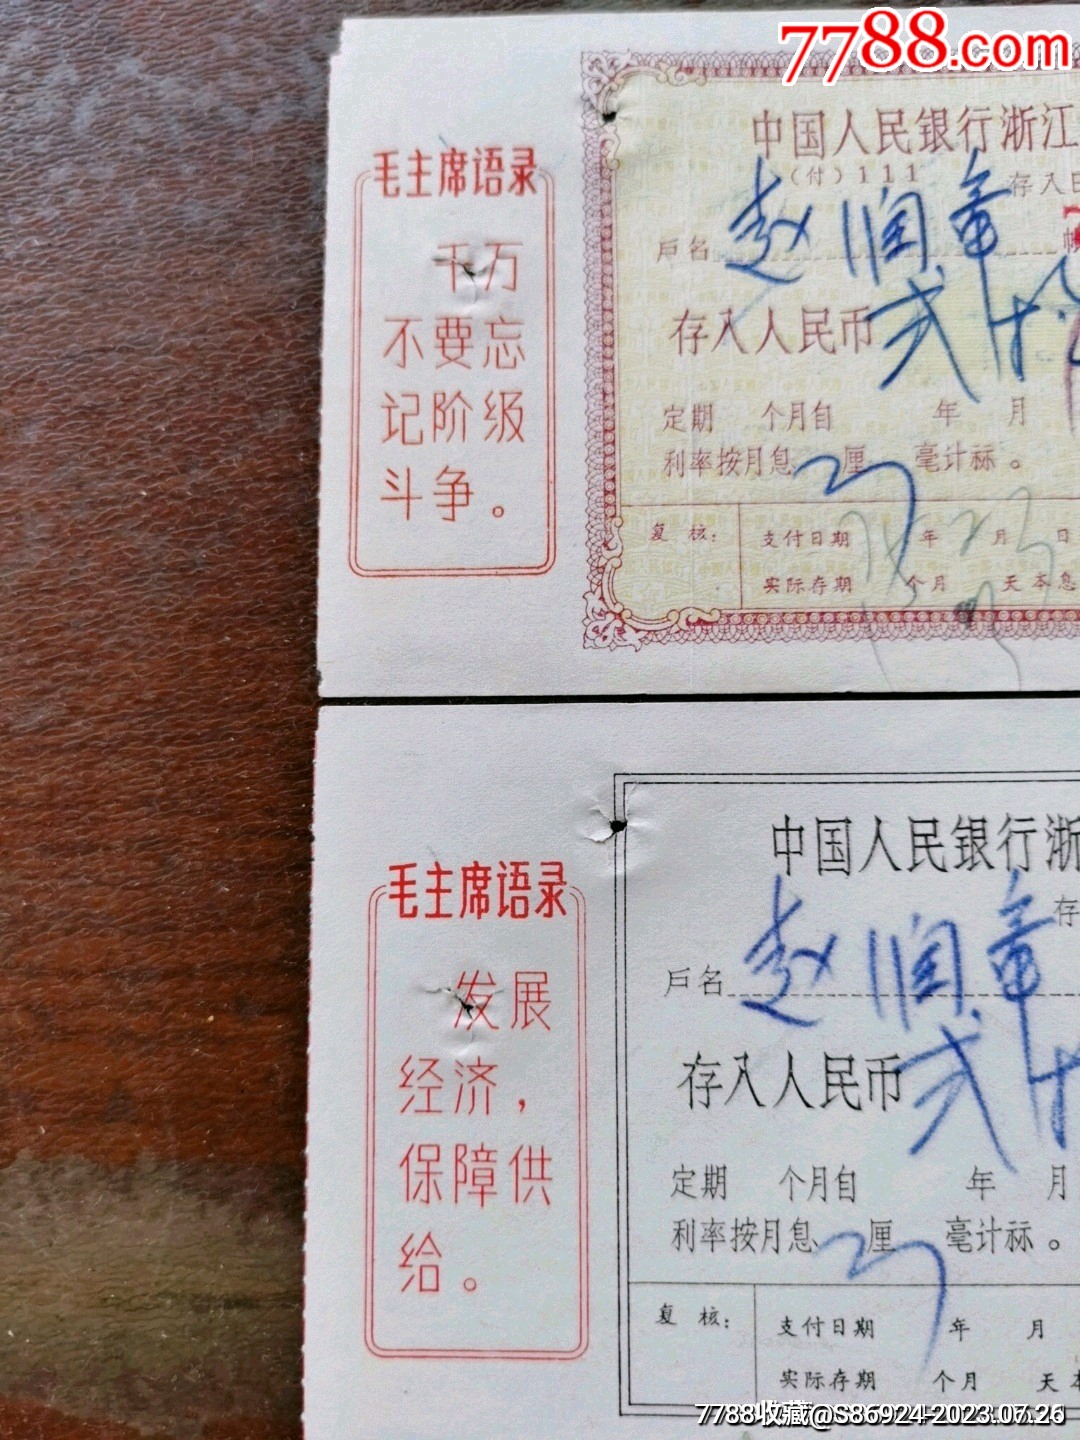 7788.com
中国人民银行浙江
(付)111
存入日
毛主席语录
千万
不要忘
记阶级
斗争。
戶名 赵润章
存入人民币 贰拾
定期 个月自 年 月
利率按月息 厘 毫计标。
复 核:
支付日期 年 月 日
实际存期 个月 天本息
中国人民银行浙
存
毛主席语录
发展
经济,
保障供
给。
戶名 赵润章
存入人民币 贰拾
定期 个月自 年 月
利率按月息 厘 毫计标。
复 核:
支付日期 年 月
实际存期 个月 天本
7788收藏@S86924-2023.07.26